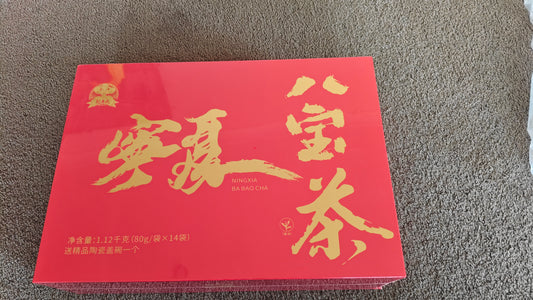 宁夏
八宝茶
NINGXIA
BA BAO CHA
净含量:1.12千克(80g/袋×14袋)
送精品陶瓷盖碗一个